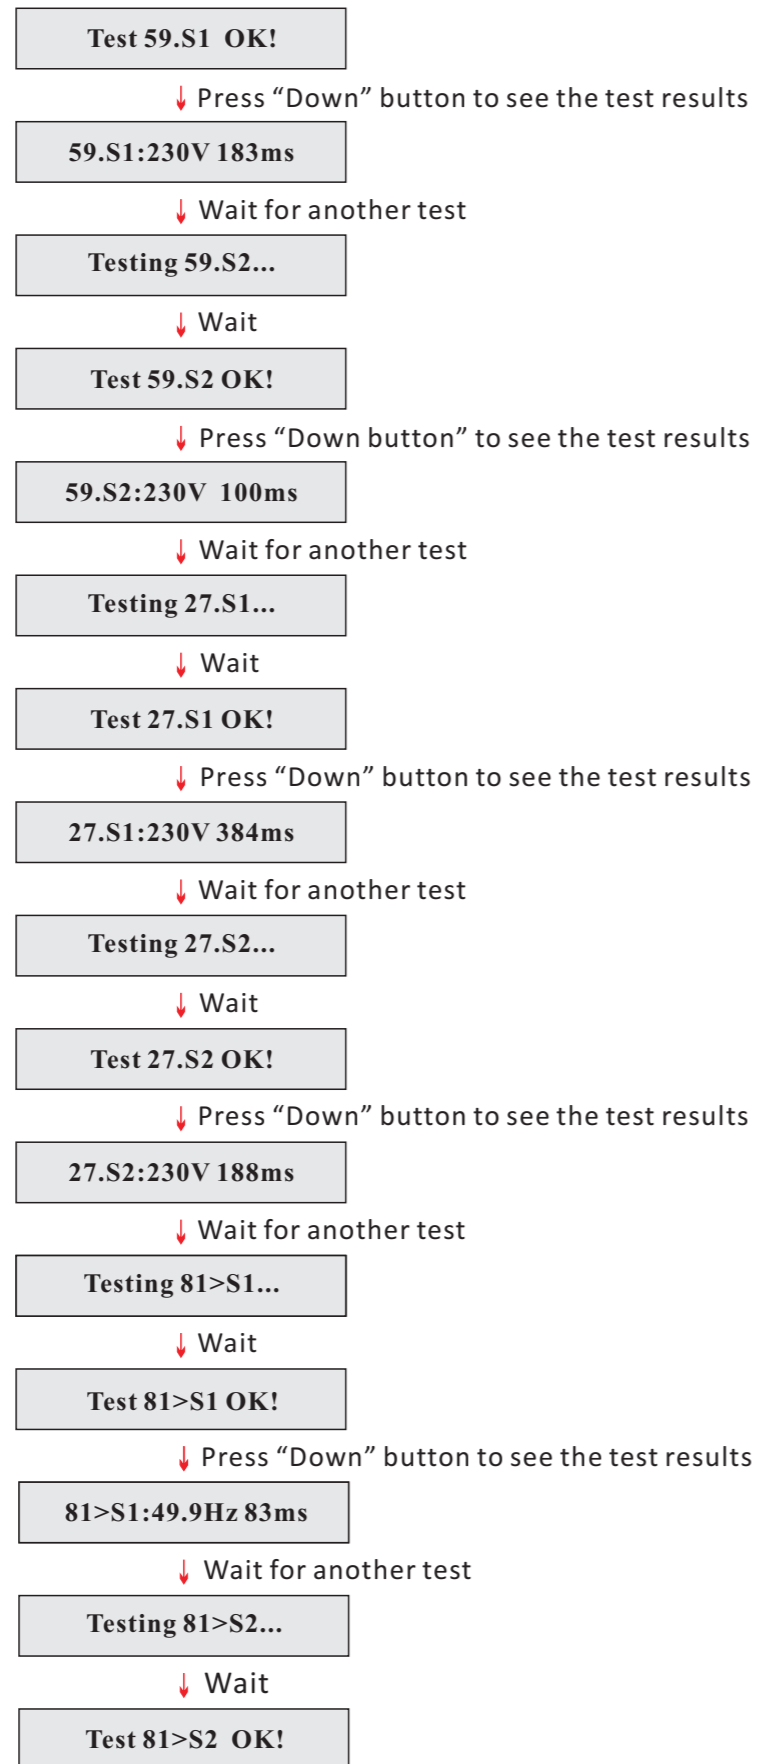 Test 59.S1 OK!
Press “Down” button to see the test results
59.S1:230V 183ms
Wait for another test
Testing 59.S2...
Wait
Test 59.S2 OK!
Press “Down button” to see the test results
59.S2:230V 100ms
Wait for another test
Testing 27.S1...
Wait
Test 27.S1 OK!
Press “Down” button to see the test results
27.S1:230V 384ms
Wait for another test
Testing 27.S2...
Wait
Test 27.S2 OK!
Press “Down” button to see the test results
27.S2:230V 188ms
Wait for another test
Testing 81>S1...
Wait
Test 81>S1 OK!
Press “Down” button to see the test results
81>S1:49.9Hz 83ms
Wait for another test
Testing 81>S2...
Wait
Test 81>S2 OK!